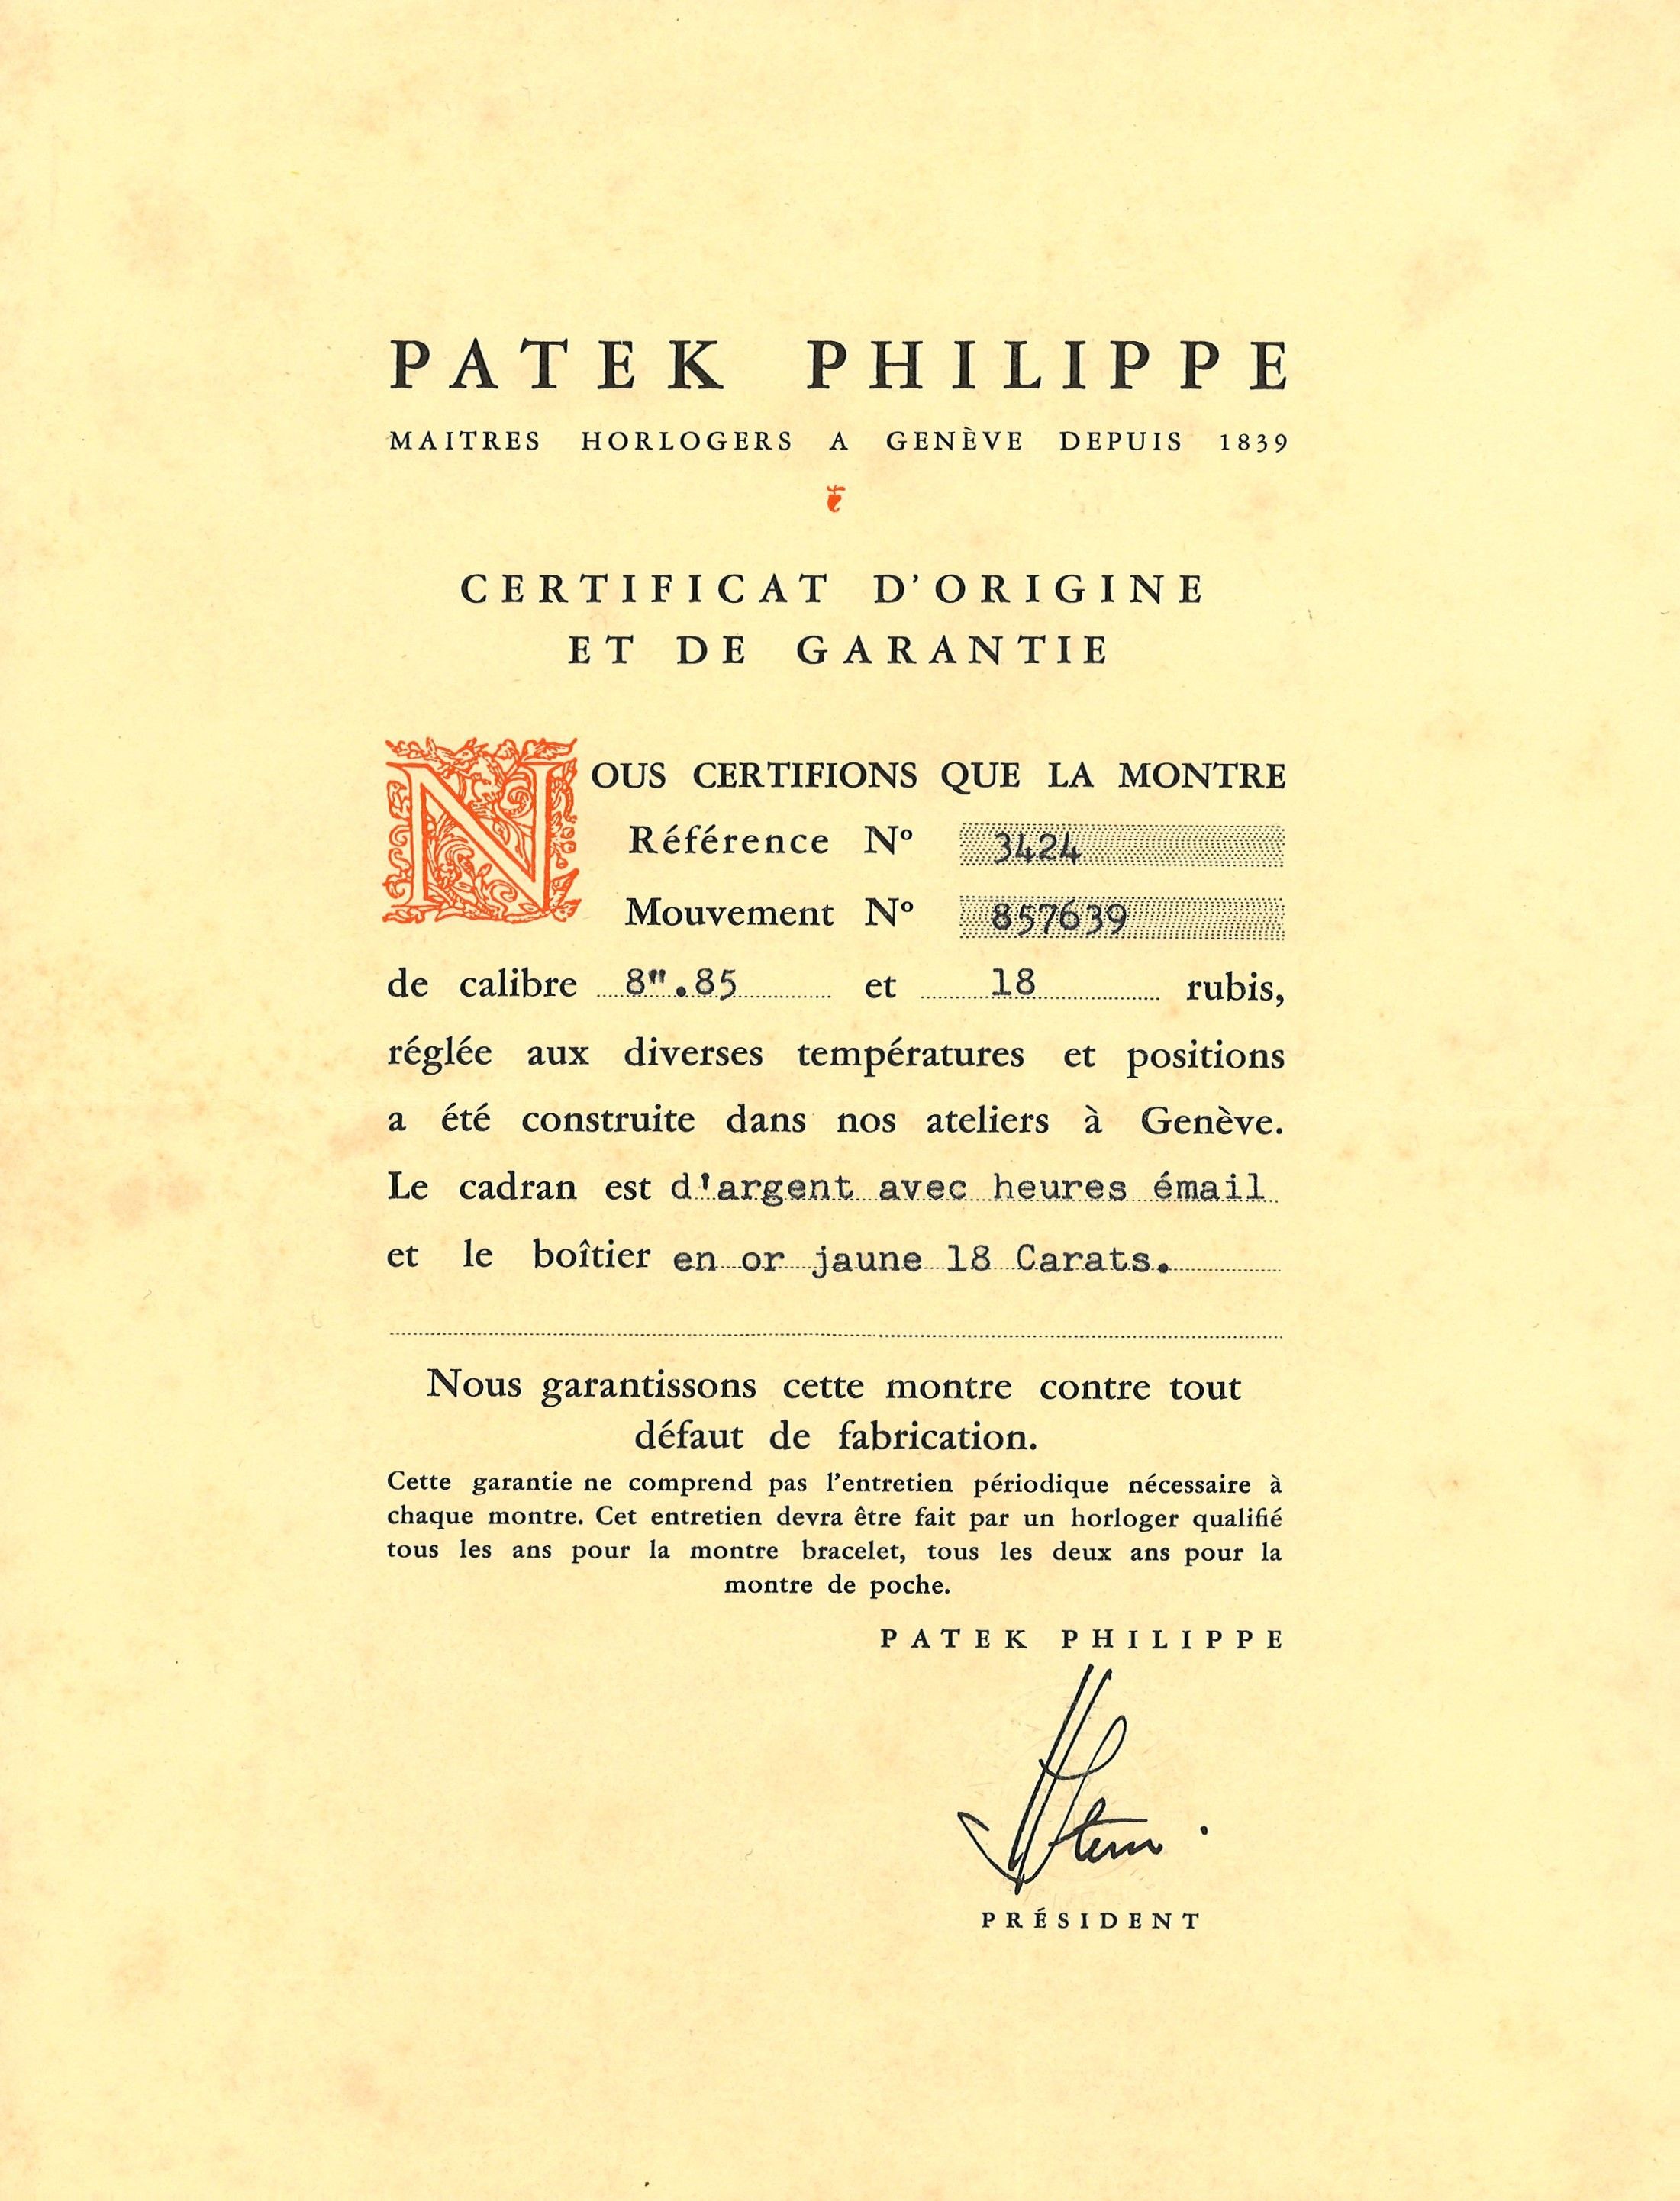 PATEK PHILIPPE
MAITRES HORLOGERS A GENÈVE DEPUIS 1839
CERTIFICAT D'ORIGINE
ET DE GARANTIE
NOUS CERTIFIONS QUE LA MONTRE
Référence Nº 3424
Mouvement Nº 857639
de calibre 8"'.85 et 18 rubis,
réglée aux diverses températures et positions
a été construite dans nos ateliers à Genève.
Le cadran est d'argent avec heures émail
et le boîtier en or jaune 18 Carats.
Nous garantissons cette montre contre tout
défaut de fabrication.
Cette garantie ne comprend pas l'entretien périodique nécessaire à
chaque montre. Cet entretien devra être fait par un horloger qualifié
tous les ans pour la montre bracelet, tous les deux ans pour la
montre de poche.
PATEK PHILIPPE
HStern.
PRÉSIDENT